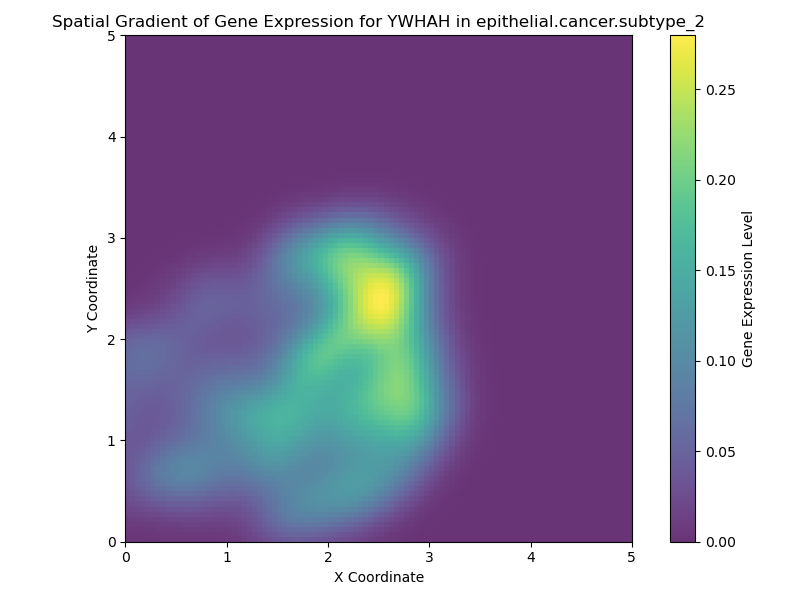 Spatial Gradient of Gene Expression for YWHAH in epithelial.cancer.subtype_2
5
4
3
2
1
0
0 1 2 3 4 5
X Coordinate
Y Coordinate
0.25
0.20
0.15
0.10
0.05
0.00
Gene Expression Level